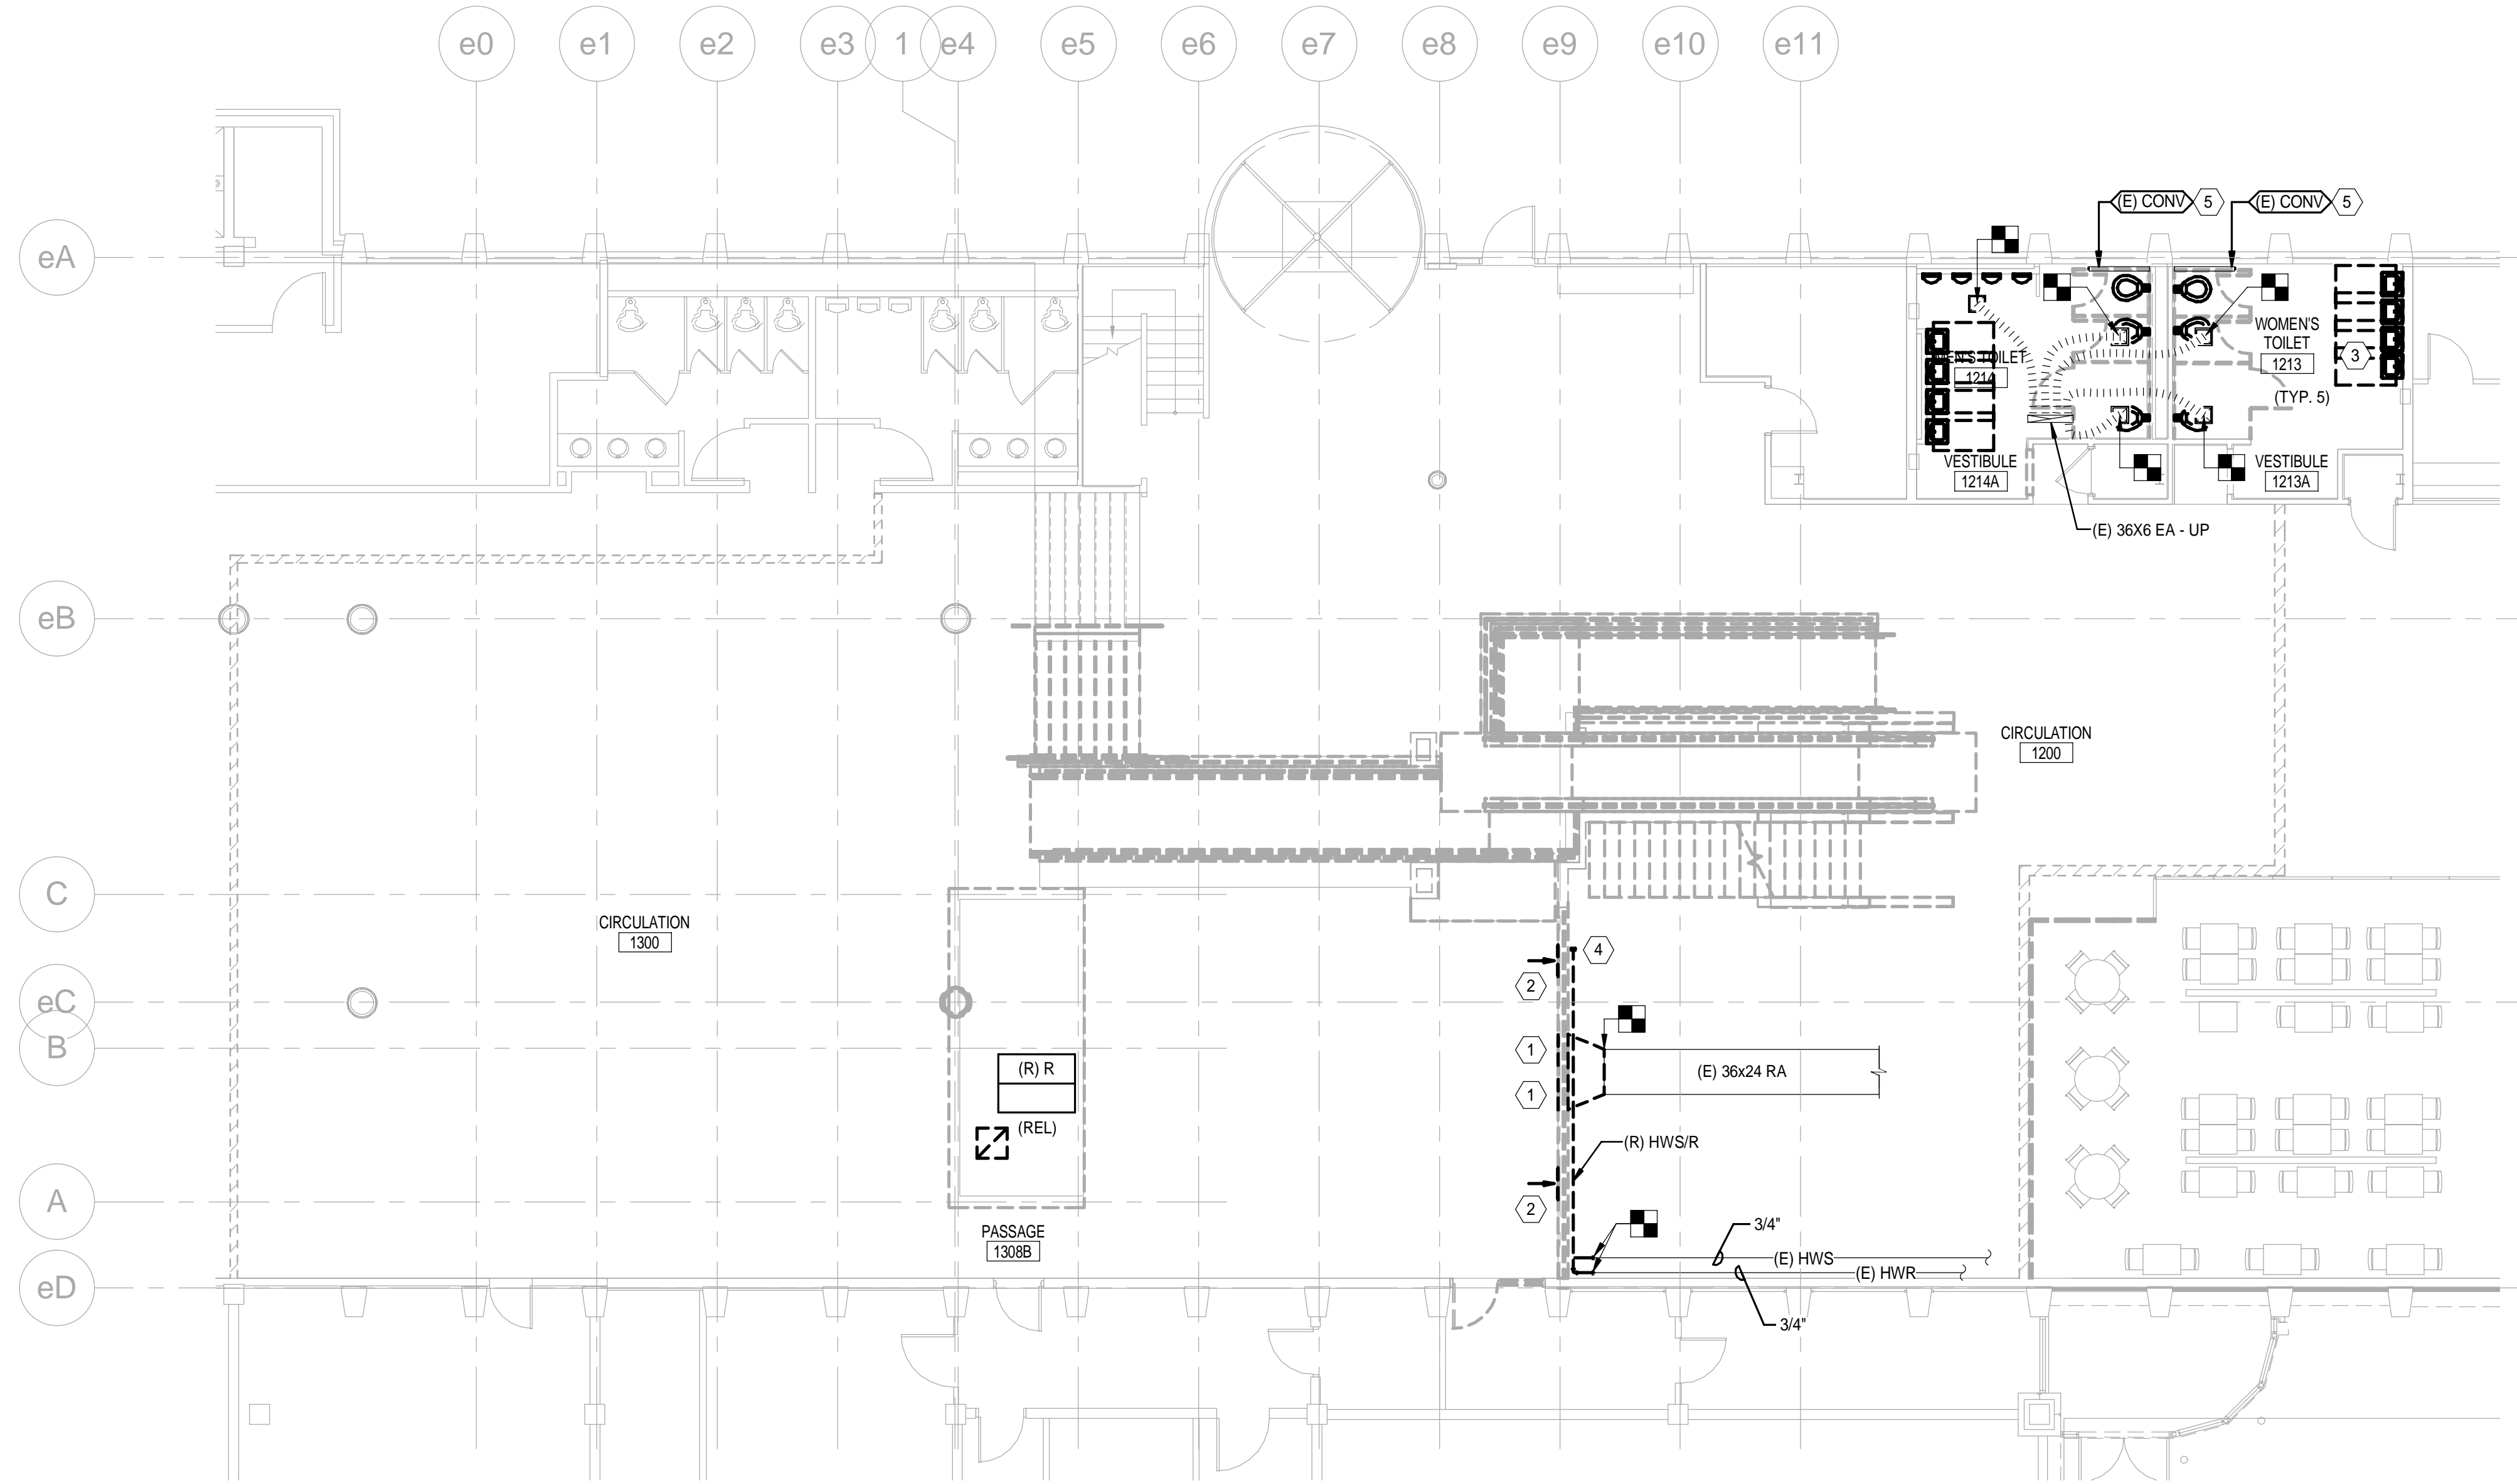 e0
e1
e2
e3
1
e4
e5
e6
e7
e8
e9
e10
e11
(E) CONV
5
(E) CONV
5
eA
WOMEN'S
TOILET
1213
3
(TYP. 5)
MEN'S TOILET
1214
VESTIBULE
1214A
VESTIBULE
1213A
(E) 36X6 EA - UP
eB
CIRCULATION
1200
C
CIRCULATION
1300
4
2
eC
B
1
(R) R
(E) 36x24 RA
1
(REL)
(R) HWS/R
A
2
PASSAGE
1308B
3/4"
(E) HWS
(E) HWR
eD
3/4"